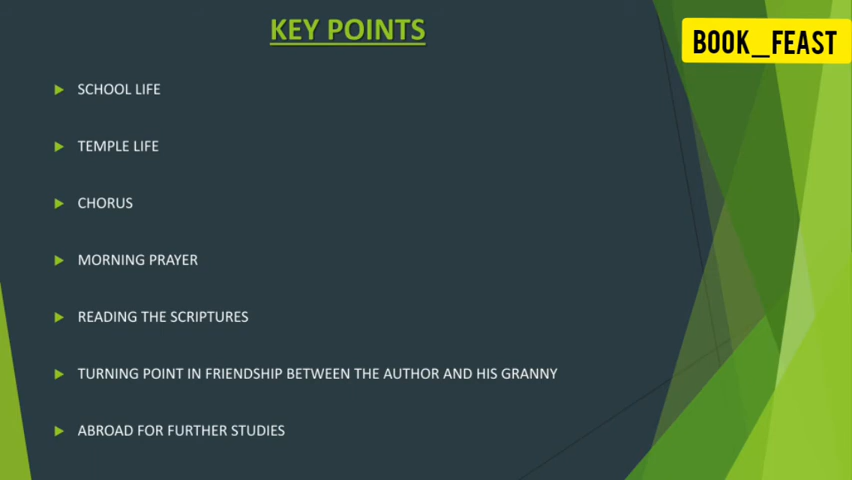 KEY POINTS
BOOK_FEAST
SCHOOL LIFE
TEMPLE LIFE
CHORUS
MORNING PRAYER
READING THE SCRIPTURES
TURNING POINT IN FRIENDSHIP BETWEEN THE AUTHOR AND HIS GRANNY
ABROAD FOR FURTHER STUDIES